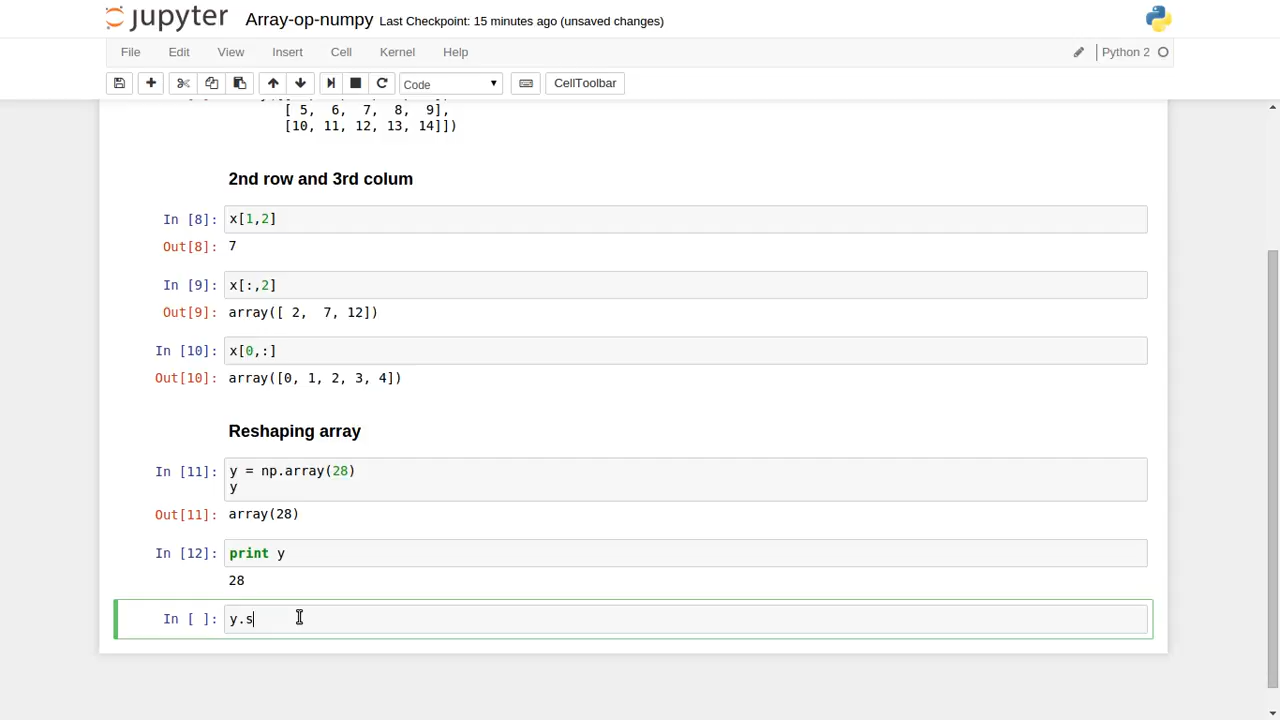 jupyter Array-op-numpy Last Checkpoint: 15 minutes ago (unsaved changes)
File Edit View Insert Cell Kernel Help Python 2
Code CellToolbar
[ 5, 6, 7, 8, 9],
[10, 11, 12, 13, 14]])
2nd row and 3rd colum
In [8]: x[1,2]
Out[8]: 7
In [9]: x[:,2]
Out[9]: array([ 2, 7, 12])
In [10]: x[0,:]
Out[10]: array([0, 1, 2, 3, 4])
Reshaping array
In [11]: y = np.array(28)
y
Out[11]: array(28)
In [12]: print y
28
In [ ]: y.s